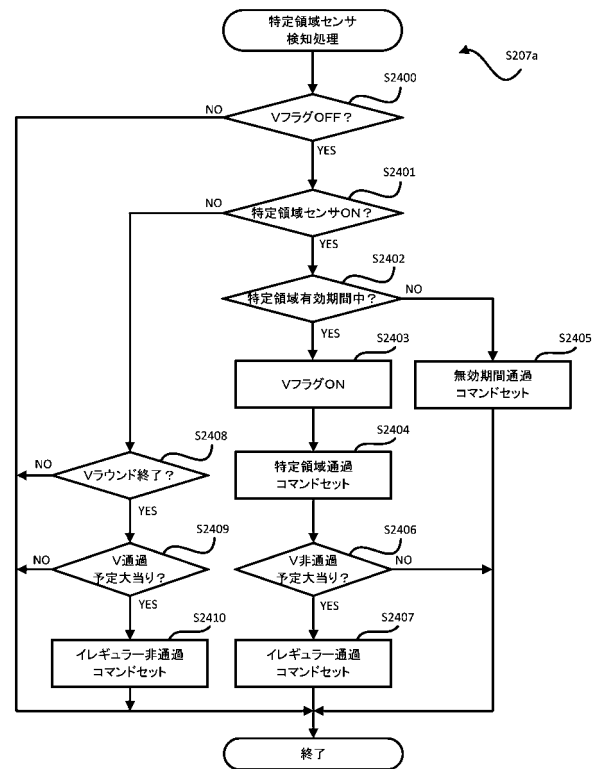 特定領域センサ
検知処理
S207a
S2400
NO
VフラグOFF？
YES
S2401
NO
特定領域センサON？
YES
S2402
特定領域有効期間中？
NO
YES
S2403
VフラグON
S2405
無効期間通過
コマンドセット
S2404
特定領域通過
コマンドセット
S2408
NO
Vラウンド終了？
YES
S2409
NO
V通過
予定大当り？
YES
S2406
V非通過
予定大当り？
NO
YES
S2410
イレギュラー非通過
コマンドセット
S2407
イレギュラー通過
コマンドセット
終了